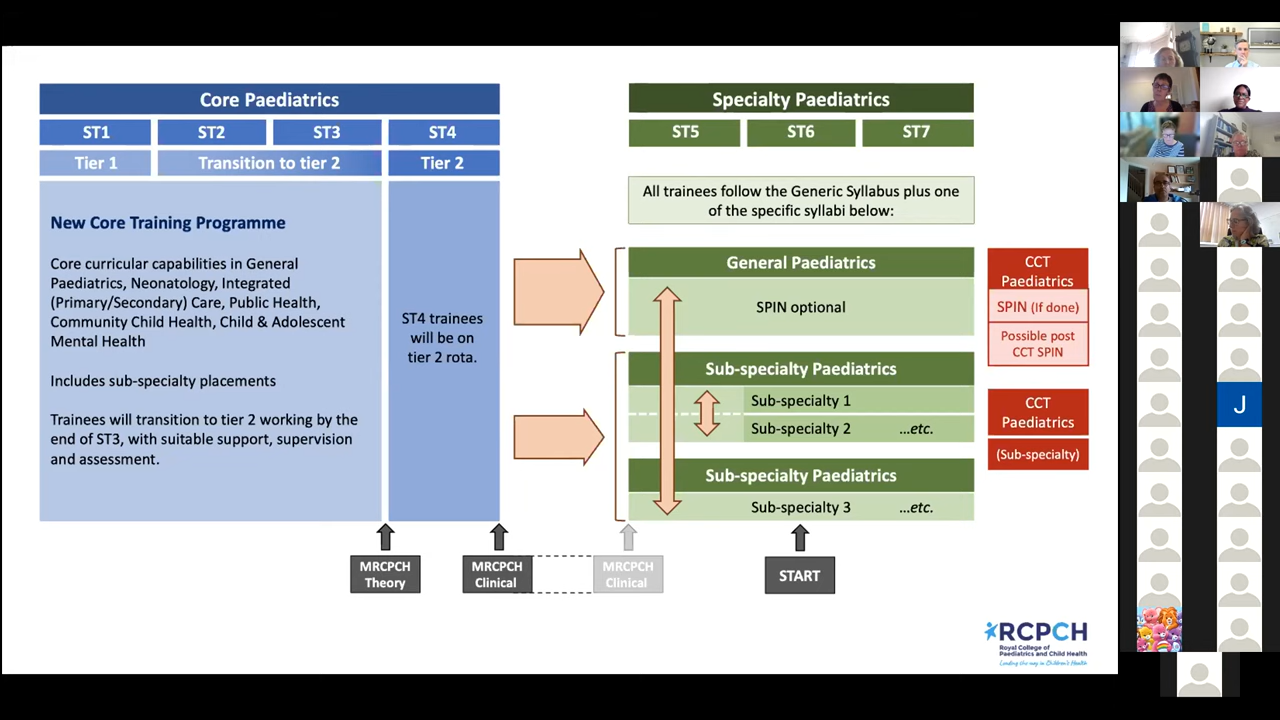 Core Paediatrics
ST1
ST2
ST3
ST4
Tier 1
Transition to tier 2
Tier 2
New Core Training Programme
Core curricular capabilities in General
Paediatrics, Neonatology, Integrated
(Primary/Secondary) Care, Public Health,
Community Child Health, Child & Adolescent
Mental Health
Includes sub-specialty placements
Trainees will transition to tier 2 working by the
end of ST3, with suitable support, supervision
and assessment.
ST4 trainees
will be on
tier 2 rota.
MRCPCH
Theory
MRCPCH
Clinical
MRCPCH
Clinical
Specialty Paediatrics
ST5
ST6
ST7
All trainees follow the Generic Syllabus plus one
of the specific syllabi below:
General Paediatrics
SPIN optional
Sub-specialty Paediatrics
Sub-specialty 1
Sub-specialty 2 ...etc.
Sub-specialty Paediatrics
Sub-specialty 3 ...etc.
START
CCT
Paediatrics
SPIN (If done)
Possible post
CCT SPIN
CCT
Paediatrics
(Sub-specialty)
RCPCH
Royal College of
Paediatrics and Child Health
Leading the way in Children's Health
J